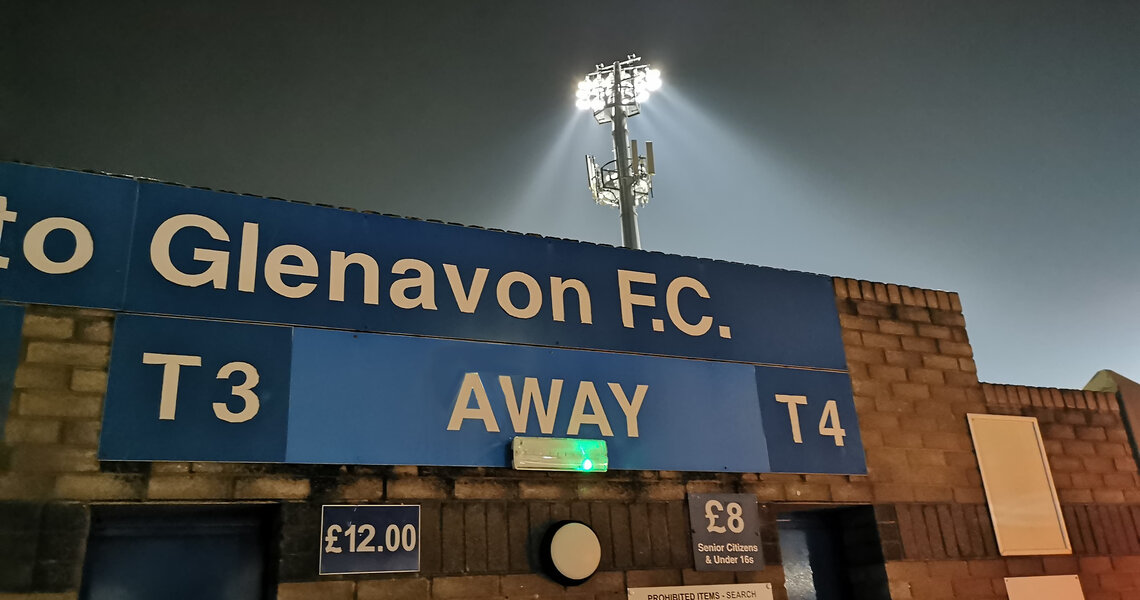 to Glenavon F.C.
T3 AWAY T4
£12.00
£8
Senior Citizens
& Under 16s
PROHIBITED ITEMS - SEARCH